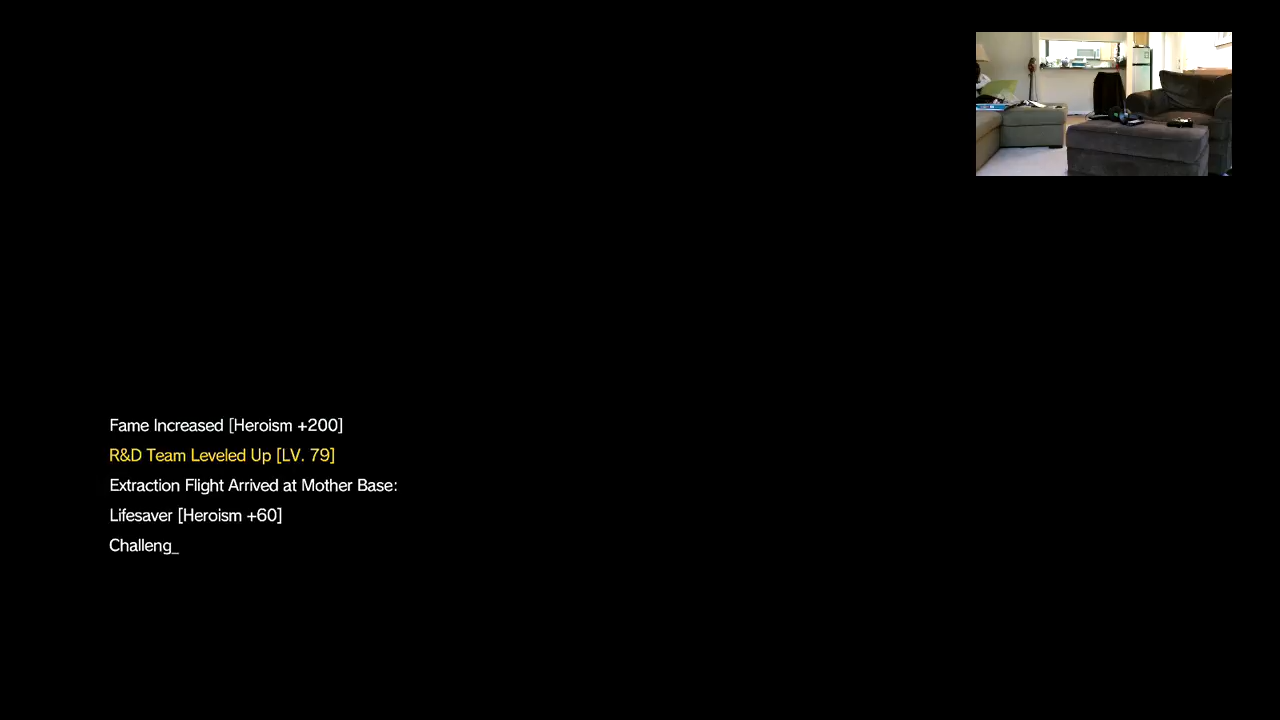 Fame Increased [Heroism +200]
R&D Team Leveled Up [LV. 79]
Extraction Flight Arrived at Mother Base:
Lifesaver [Heroism +60]
Challeng_